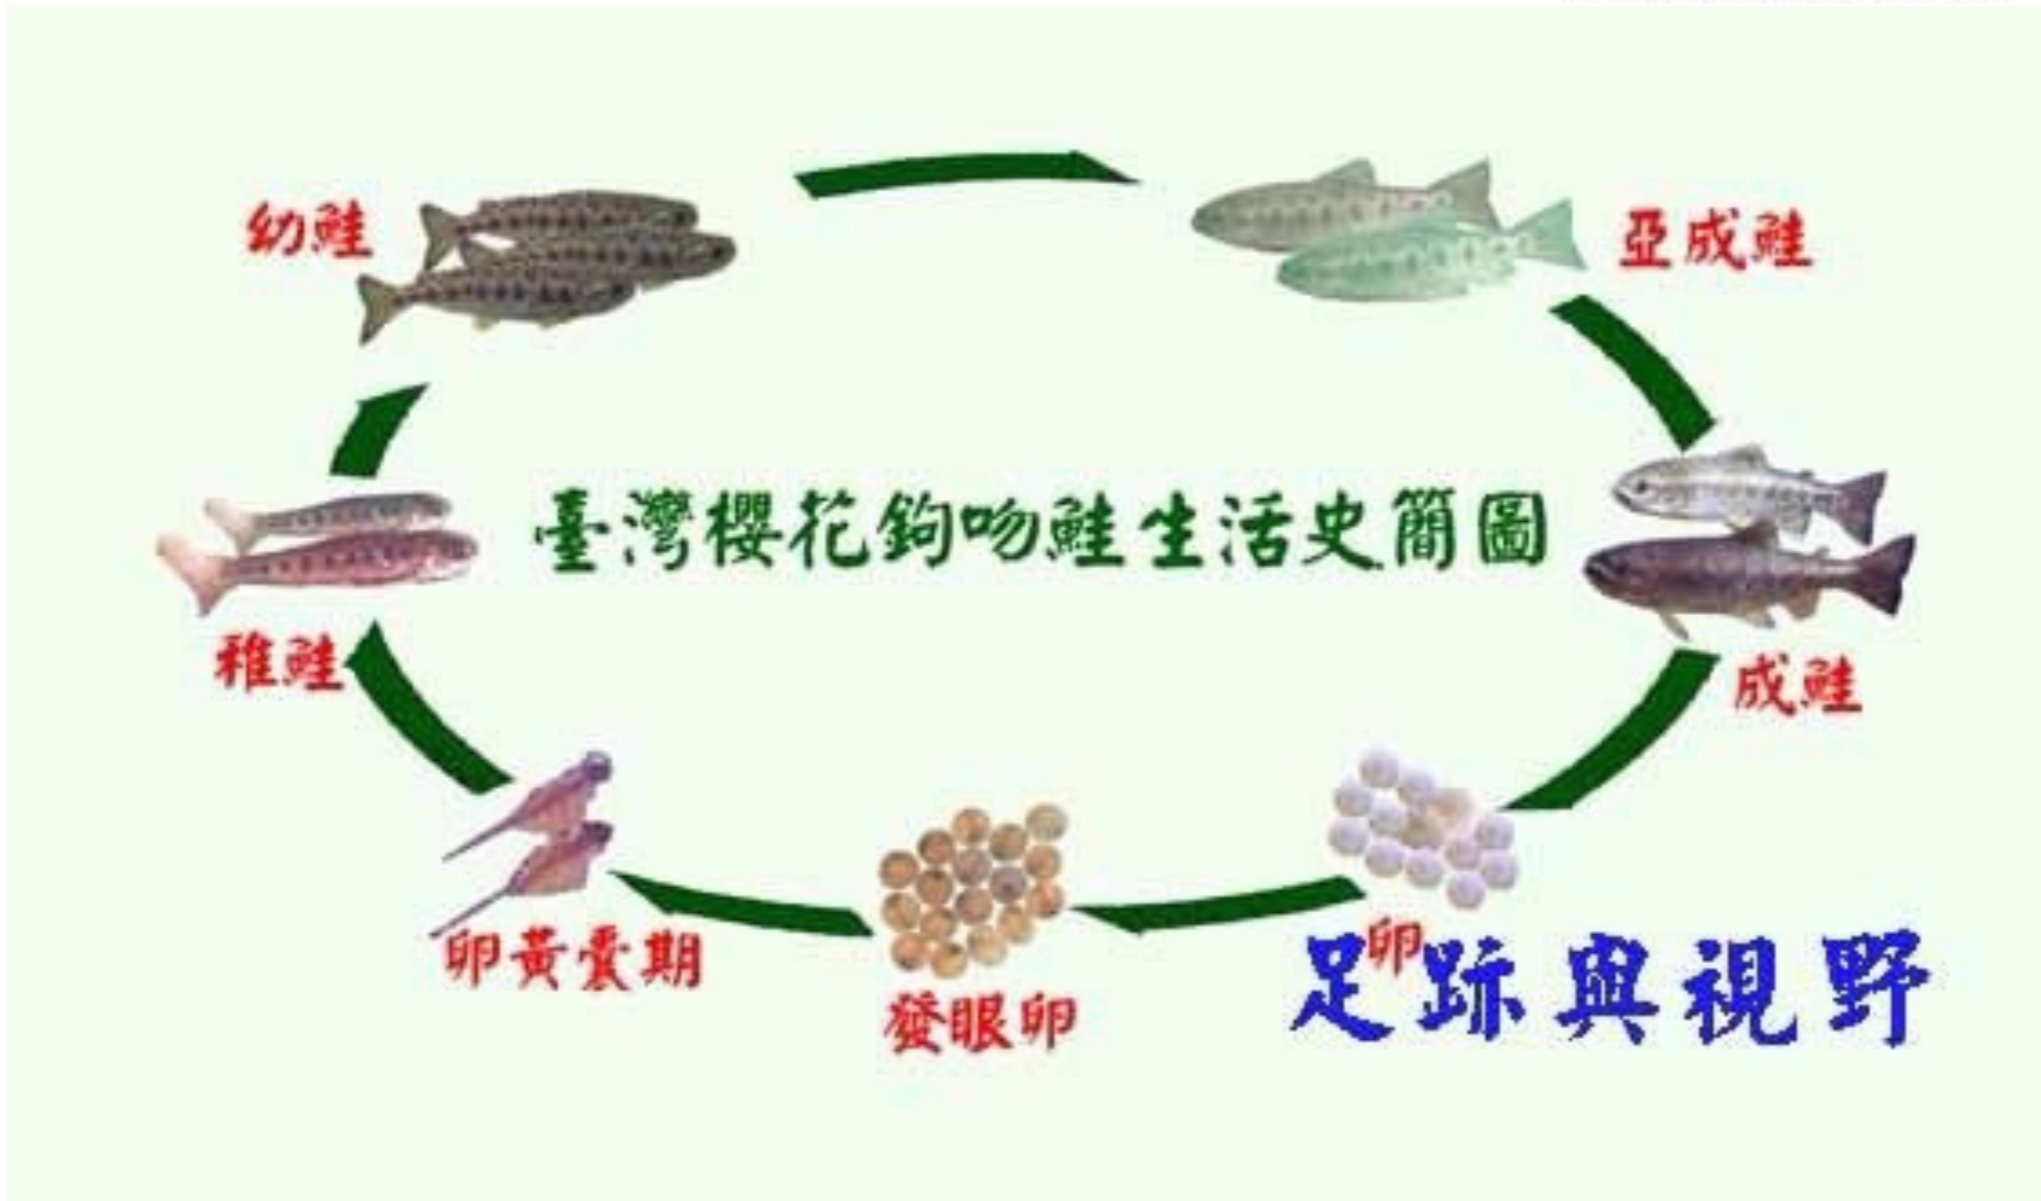 幼鮭
亞成鮭
臺灣櫻花鉤吻鮭生活史簡圖
稚鮭
成鮭
卵黃囊期
卵
發眼卵
足跡與視野